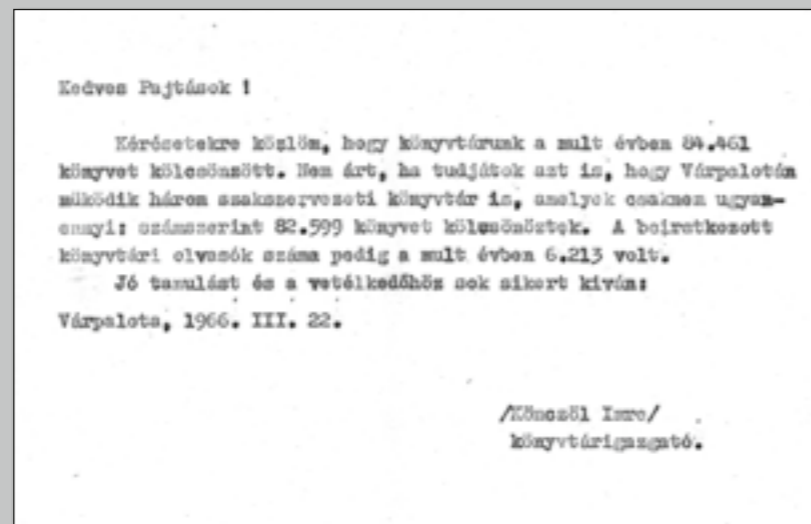 Kedves Pajtások !
Kérésetekre közlöm, hogy könyvtárunk a mult évben 84.461
könyvet kölcsönzött. Nem árt, ha tudjátok azt is, hogy Várpalotán
működik három szakszervezeti könyvtár is, amelyek csaknem ugyan-
ennyi: számszerint 82.599 könyvet kölcsönöztek. A beiratkozott
könyvtári olvasók száma pedig a mult évben 6.213 volt.
Jó tanulást és a vetélkedőhöz sok sikert kíván:
Várpalota, 1966. III. 22.
/Könczöl Imre/
könyvtárigazgató.